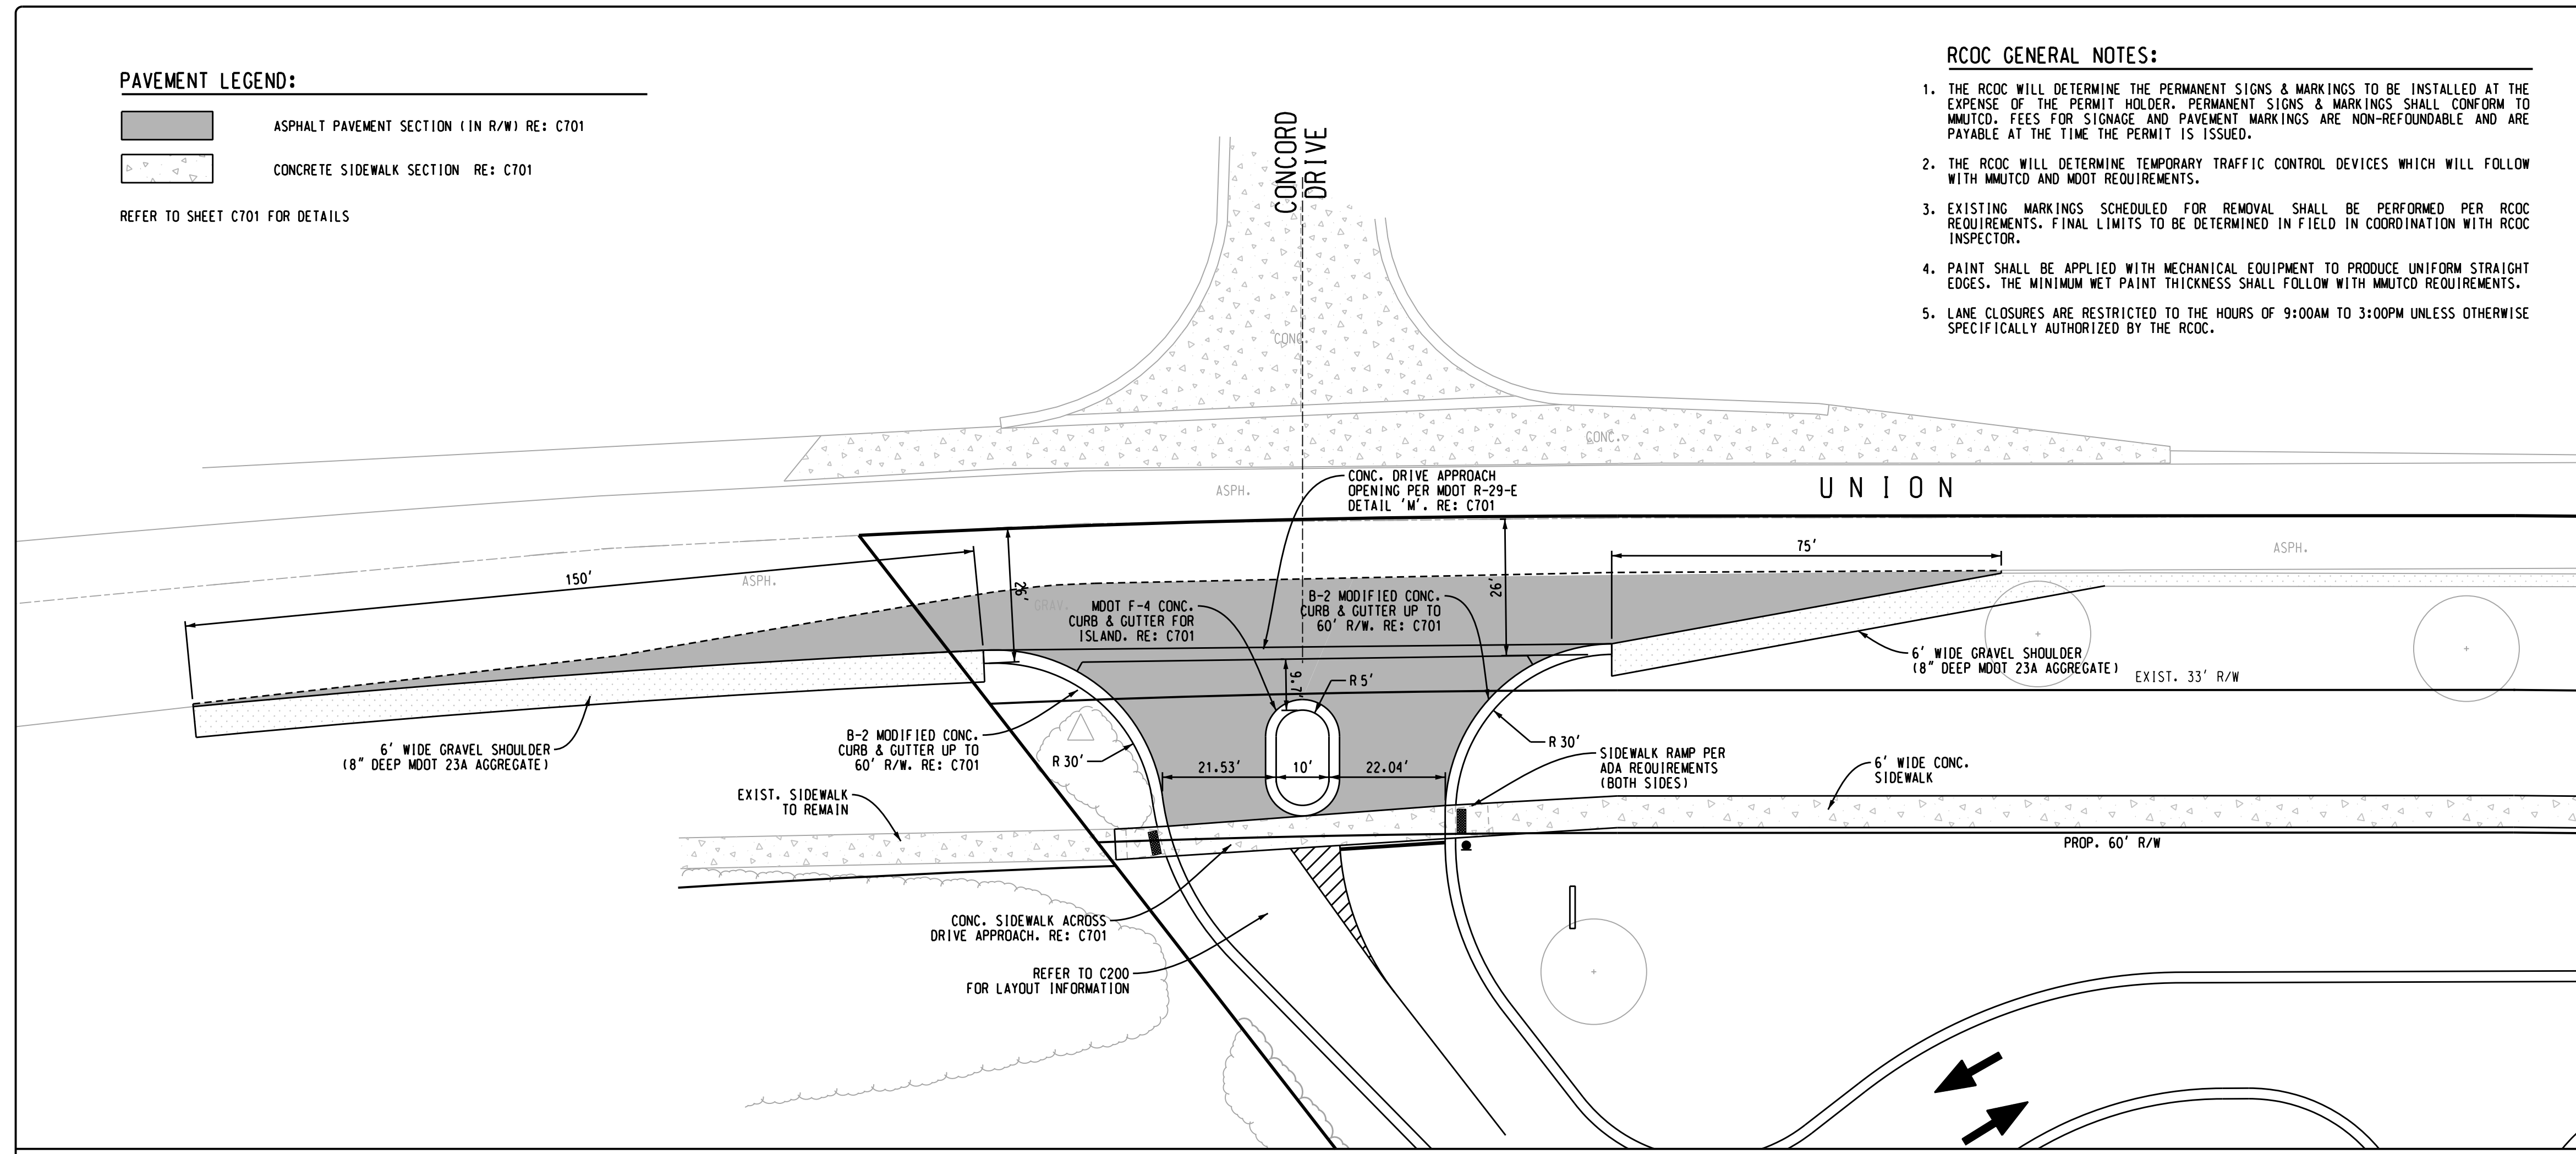 PAVEMENT LEGEND:
ASPHALT PAVEMENT SECTION (IN R/W) RE: C701
CONCRETE SIDEWALK SECTION RE: C701
REFER TO SHEET C701 FOR DETAILS
RCOC GENERAL NOTES:
1. THE RCOC WILL DETERMINE THE PERMANENT SIGNS & MARKINGS TO BE INSTALLED AT THE
EXPENSE OF THE PERMIT HOLDER. PERMANENT SIGNS & MARKINGS SHALL CONFORM TO
MMUTCD. FEES FOR SIGNAGE AND PAVEMENT MARKINGS ARE NON-REFOUNDABLE AND ARE
PAYABLE AT THE TIME THE PERMIT IS ISSUED.
2. THE RCOC WILL DETERMINE TEMPORARY TRAFFIC CONTROL DEVICES WHICH WILL FOLLOW
WITH MMUTCD AND MDOT REQUIREMENTS.
3. EXISTING MARKINGS SCHEDULED FOR REMOVAL SHALL BE PERFORMED PER RCOC
REQUIREMENTS. FINAL LIMITS TO BE DETERMINED IN FIELD IN COORDINATION WITH RCOC
INSPECTOR.
4. PAINT SHALL BE APPLIED WITH MECHANICAL EQUIPMENT TO PRODUCE UNIFORM STRAIGHT
EDGES. THE MINIMUM WET PAINT THICKNESS SHALL FOLLOW WITH MMUTCD REQUIREMENTS.
5. LANE CLOSURES ARE RESTRICTED TO THE HOURS OF 9:00AM TO 3:00PM UNLESS OTHERWISE
SPECIFICALLY AUTHORIZED BY THE RCOC.
CONCORD
DRIVE
CONC.
CONC.
ASPH.
CONC. DRIVE APPROACH
OPENING PER MDOT R-29-E
DETAIL 'M'. RE: C701
UNION
ASPH.
ASPH.
150'
75'
26'
26'
GRAV.
MDOT F-4 CONC.
CURB & GUTTER FOR
ISLAND. RE: C701
B-2 MODIFIED CONC.
CURB & GUTTER UP TO
60' R/W. RE: C701
9.7'
R 5'
6' WIDE GRAVEL SHOULDER
(8" DEEP MDOT 23A AGGREGATE)
EXIST. 33' R/W
6' WIDE GRAVEL SHOULDER
(8" DEEP MDOT 23A AGGREGATE)
B-2 MODIFIED CONC.
CURB & GUTTER UP TO
60' R/W. RE: C701
R 30'
R 30'
21.53'
10'
22.04'
SIDEWALK RAMP PER
ADA REQUIREMENTS
(BOTH SIDES)
6' WIDE CONC.
SIDEWALK
EXIST. SIDEWALK
TO REMAIN
PROP. 60' R/W
CONC. SIDEWALK ACROSS
DRIVE APPROACH. RE: C701
REFER TO C200
FOR LAYOUT INFORMATION